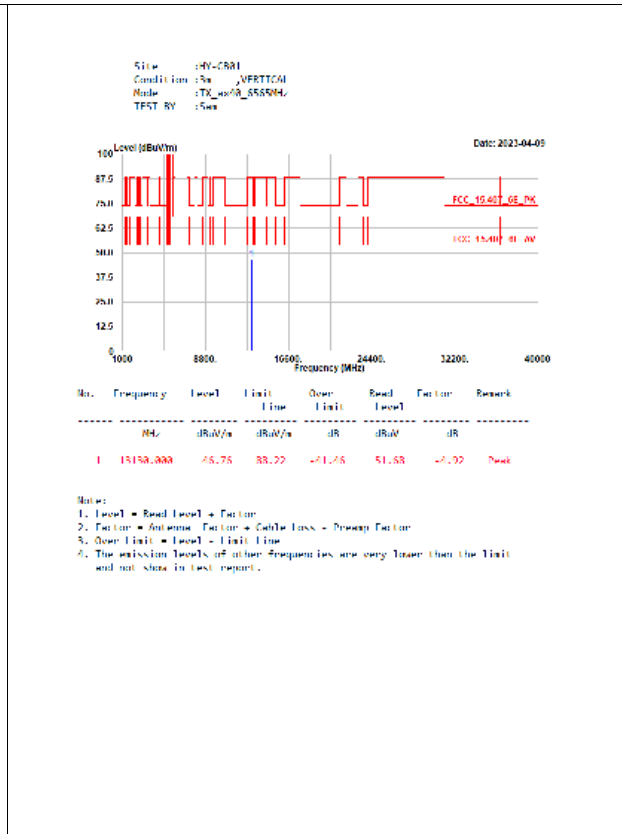 Site :HY-CB01
Condition :3m ,VERTICAL
Mode :TX_ax40_6565MHz
TEST BY :Sam
Level (dBuV/m)
Date: 2023-04-09
100
87.5
75.0
FCC_15.407_6E_PK
62.5
FCC_15.407_6E_AV
50.0
37.5
25.0
12.5
0
1000 8800. 16600. 24400. 32200. 40000
Frequency (MHz)
No. Frequency Level Limit Over Read Factor Remark
Line Limit Level
MHz dBuV/m dBuV/m dB dBuV dB
1 13130.000 46.76 88.22 -41.46 51.68 -4.92 Peak
Note:
1. Level = Read Level + Factor
2. Factor = Antenna Factor + Cable Loss - Preamp Factor
3. Over Limit = Level - Limit Line
4. The emission levels of other frequencies are very lower than the limit
and not show in test report.